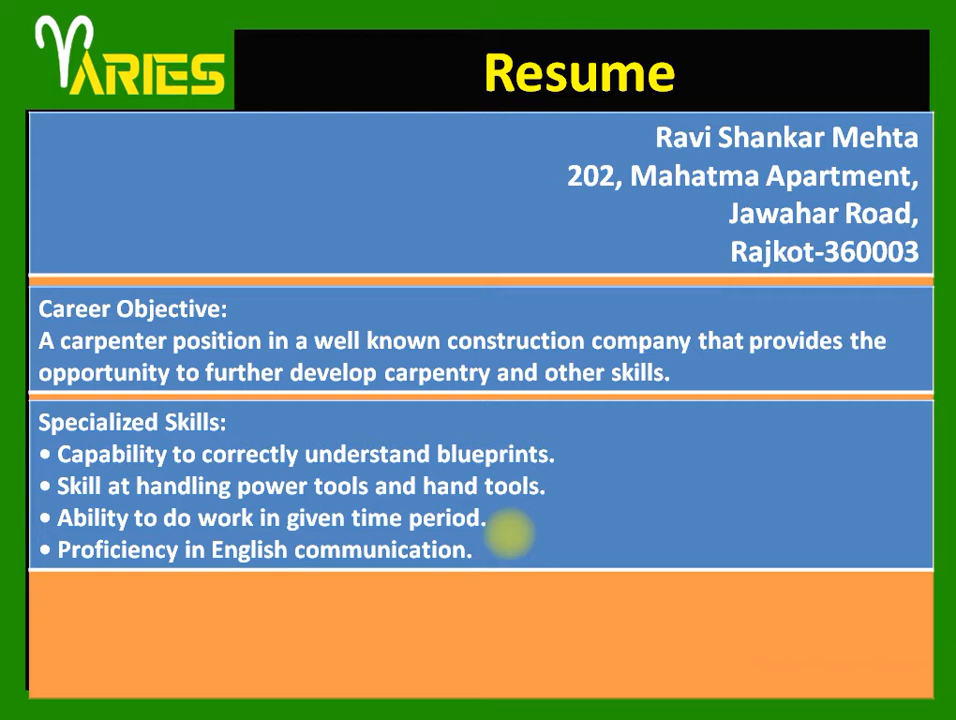 ARIES
Resume
Ravi Shankar Mehta
202, Mahatma Apartment,
Jawahar Road,
Rajkot-360003
Career Objective:
A carpenter position in a well known construction company that provides the
opportunity to further develop carpentry and other skills.
Specialized Skills:
• Capability to correctly understand blueprints.
• Skill at handling power tools and hand tools.
• Ability to do work in given time period.
• Proficiency in English communication.